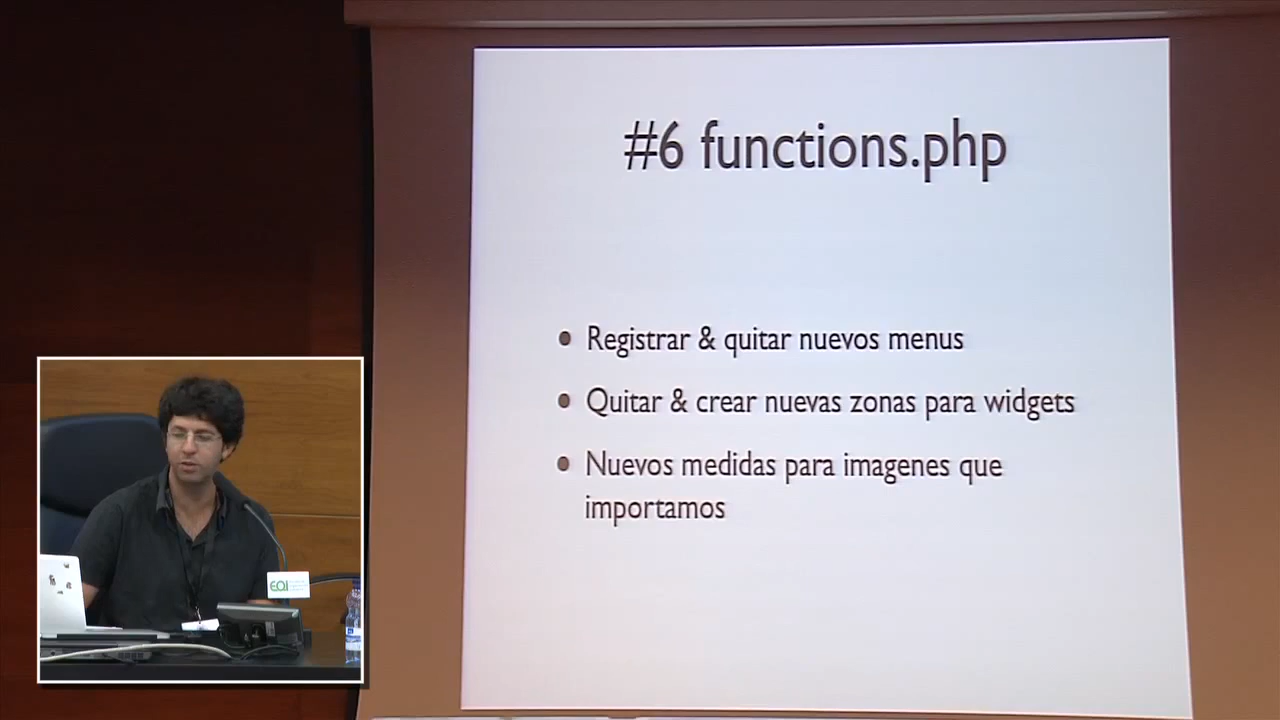 #6 functions.php
• Registrar & quitar nuevos menus
• Quitar & crear nuevas zonas para widgets
• Nuevos medidas para imagenes que
importamos
EOI